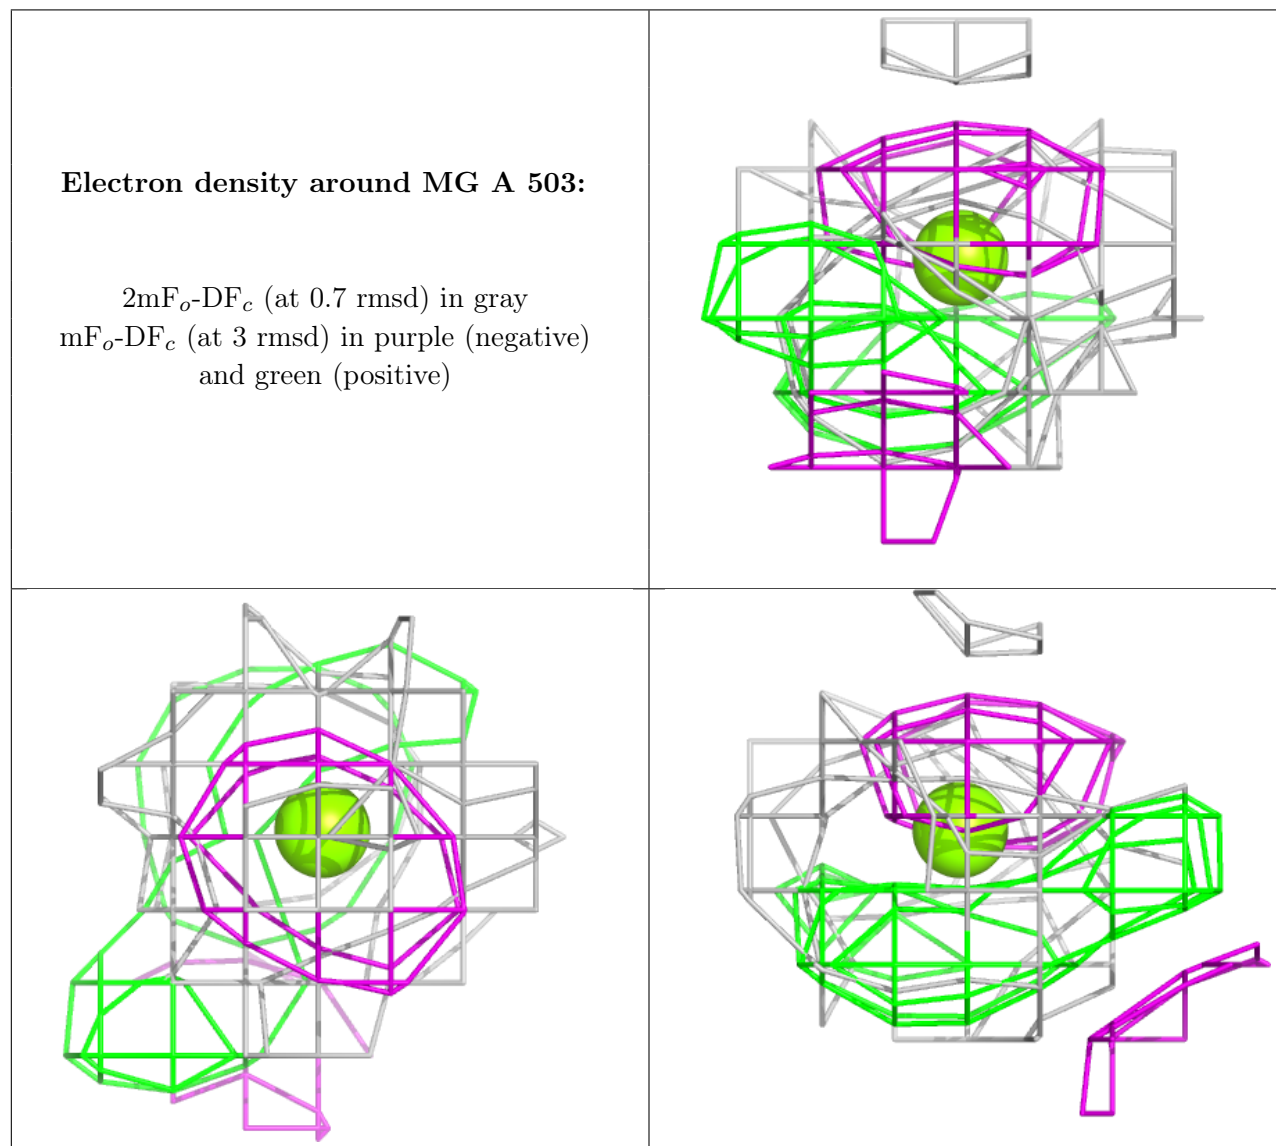 Electron density around MG A 503:
2mFo-DFc (at 0.7 rmsd) in gray
mFo-DFc (at 3 rmsd) in purple (negative)
and green (positive)